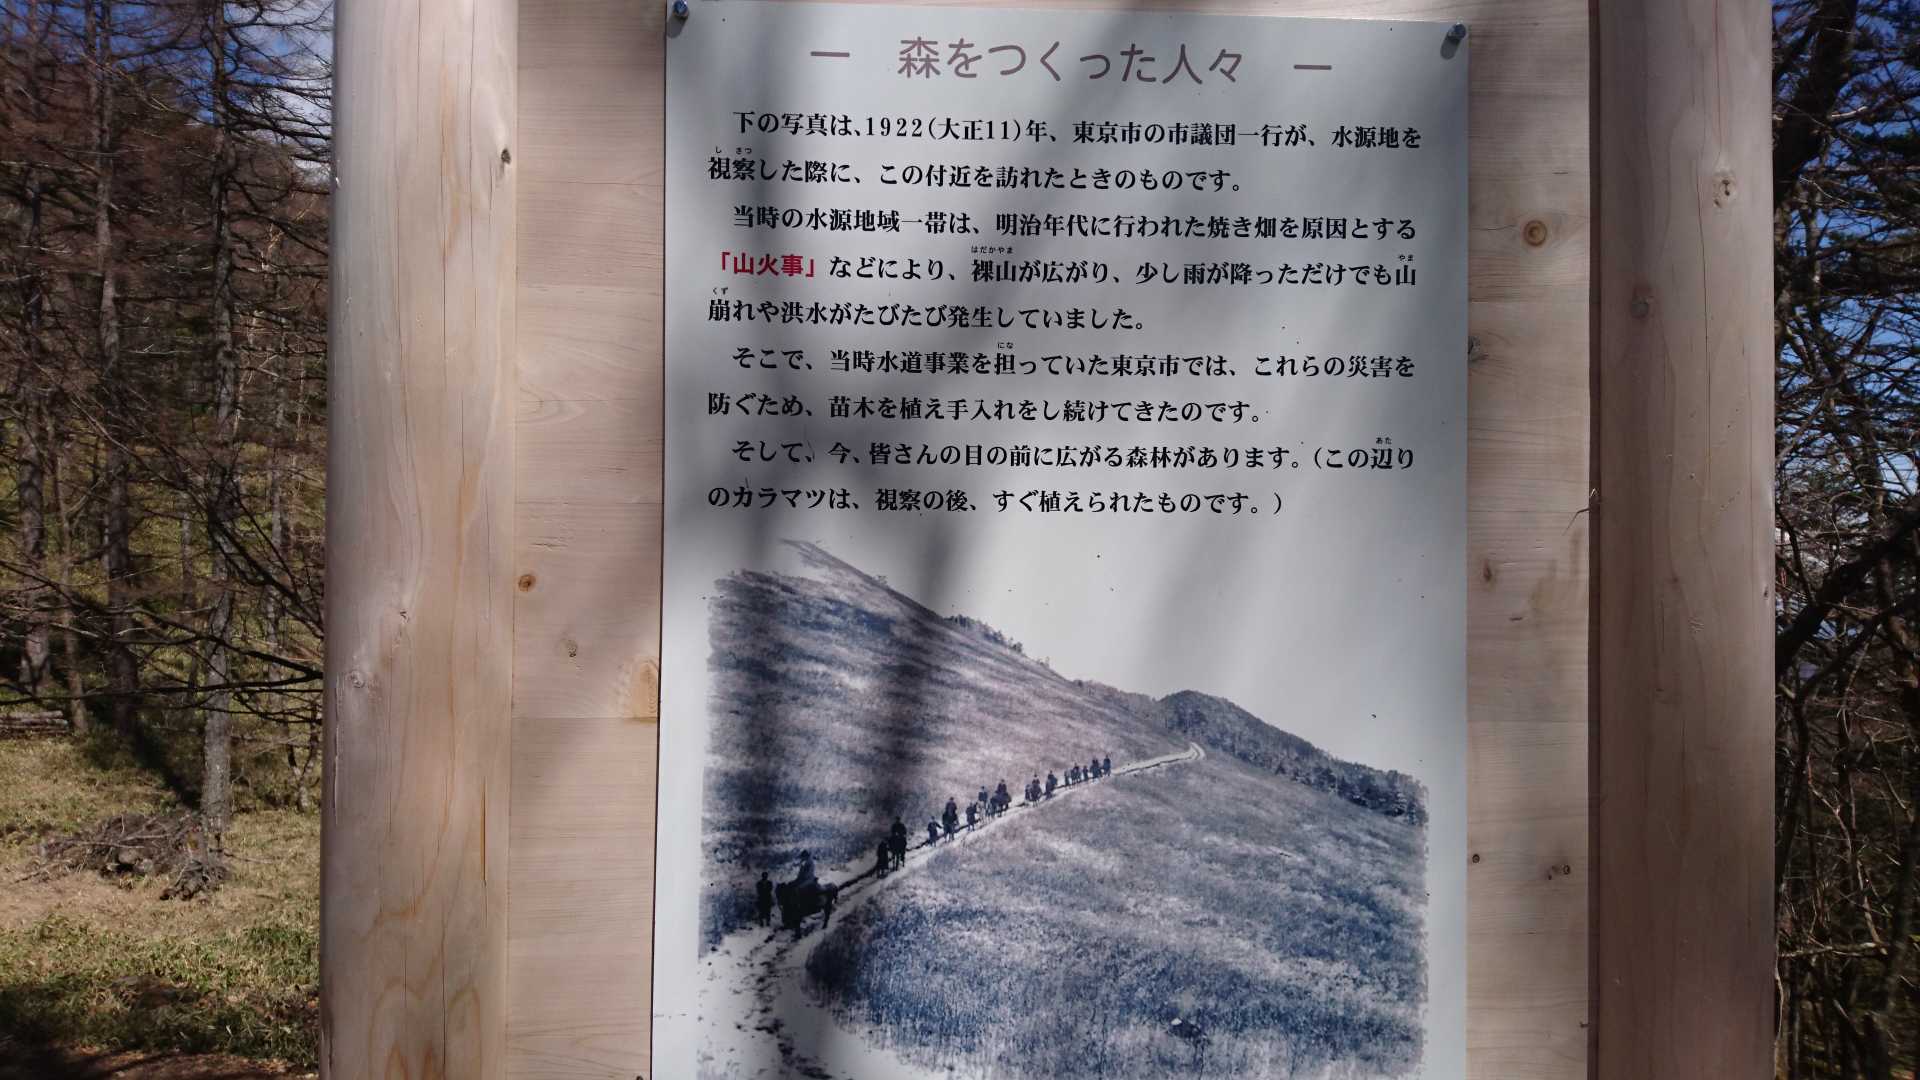 ― 森をつくった人々 ―
下の写真は、1922(大正11)年、東京市の市議団一行が、水源地を
視察した際に、この付近を訪れたときのものです。
当時の水源地域一帯は、明治年代に行われた焼き畑を原因とする
「山火事」などにより、裸山が広がり、少し雨が降っただけでも山
崩れや洪水がたびたび発生していました。
そこで、当時水道事業を担っていた東京市では、これらの災害を
防ぐため、苗木を植え手入れをし続けてきたのです。
そして、今、皆さんの目の前に広がる森林があります。(この辺り
のカラマツは、視察の後、すぐ植えられたものです。)